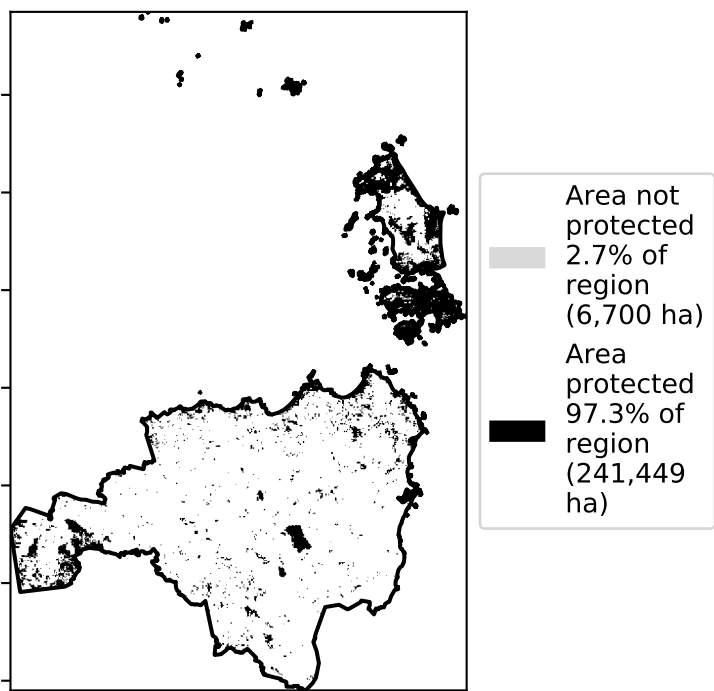 Area not
protected
2.7% of
region
(6,700 ha)
Area
protected
97.3% of
region
(241,449
ha)